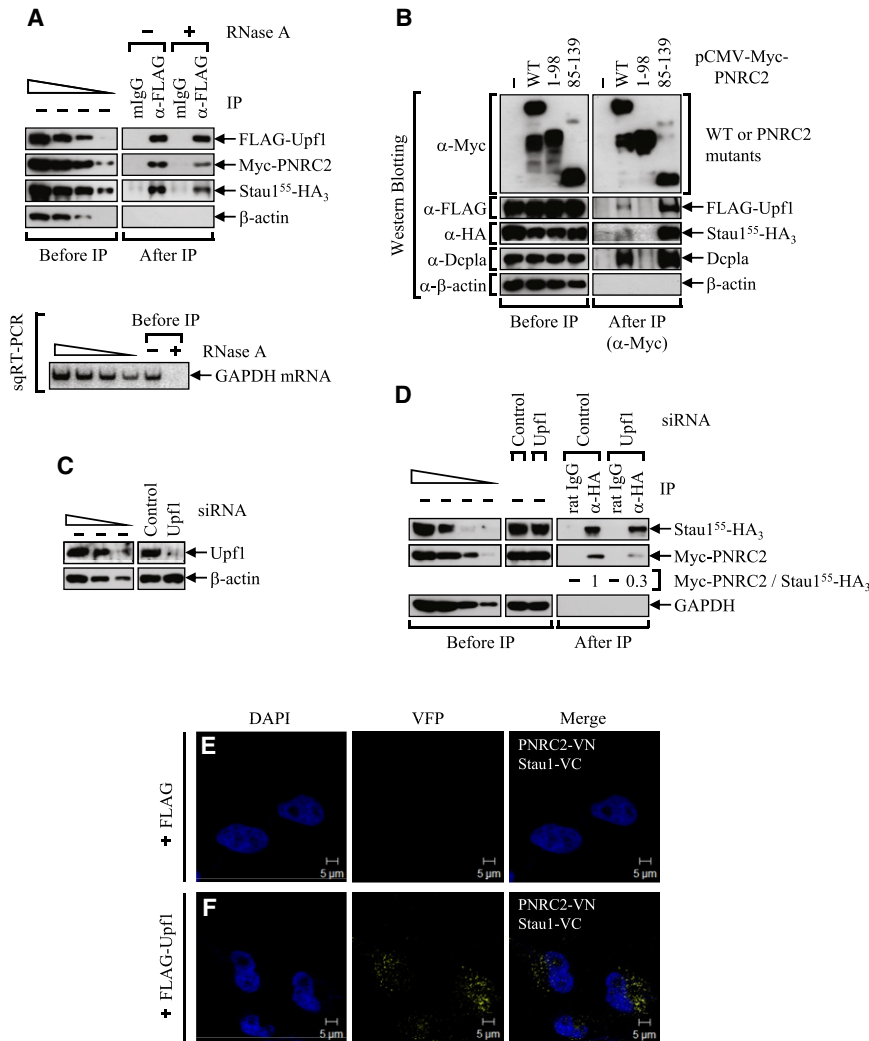 A
− + RNase A
mIgG α-FLAG mIgG α-FLAG
− − − − IP
FLAG-Upf1
Myc-PNRC2
Stau1⁵⁵-HA₃
β-actin
Before IP After IP
sqRT-PCR
Before IP
− + RNase A
GAPDH mRNA
B
− WT 1-98 85-139 − WT 1-98 85-139
pCMV-Myc-
PNRC2
Western Blotting
α-Myc
WT or PNRC2
mutants
α-FLAG FLAG-Upf1
α-HA Stau1⁵⁵-HA₃
α-Dcpla Dcpla
α-β-actin β-actin
Before IP After IP
(α-Myc)
C
Control Upf1 siRNA
− − −
Upf1
β-actin
D
Control Upf1 Control Upf1 siRNA
rat IgG α-HA rat IgG α-HA IP
− − − − − −
Stau1⁵⁵-HA₃
Myc-PNRC2
− 1 − 0.3 Myc-PNRC2 / Stau1⁵⁵-HA₃
GAPDH
Before IP After IP
DAPI VFP Merge
+ FLAG
E
PNRC2-VN
Stau1-VC
5 µm 5 µm 5 µm
+ FLAG-Upf1
F
PNRC2-VN
Stau1-VC
5 µm 5 µm 5 µm